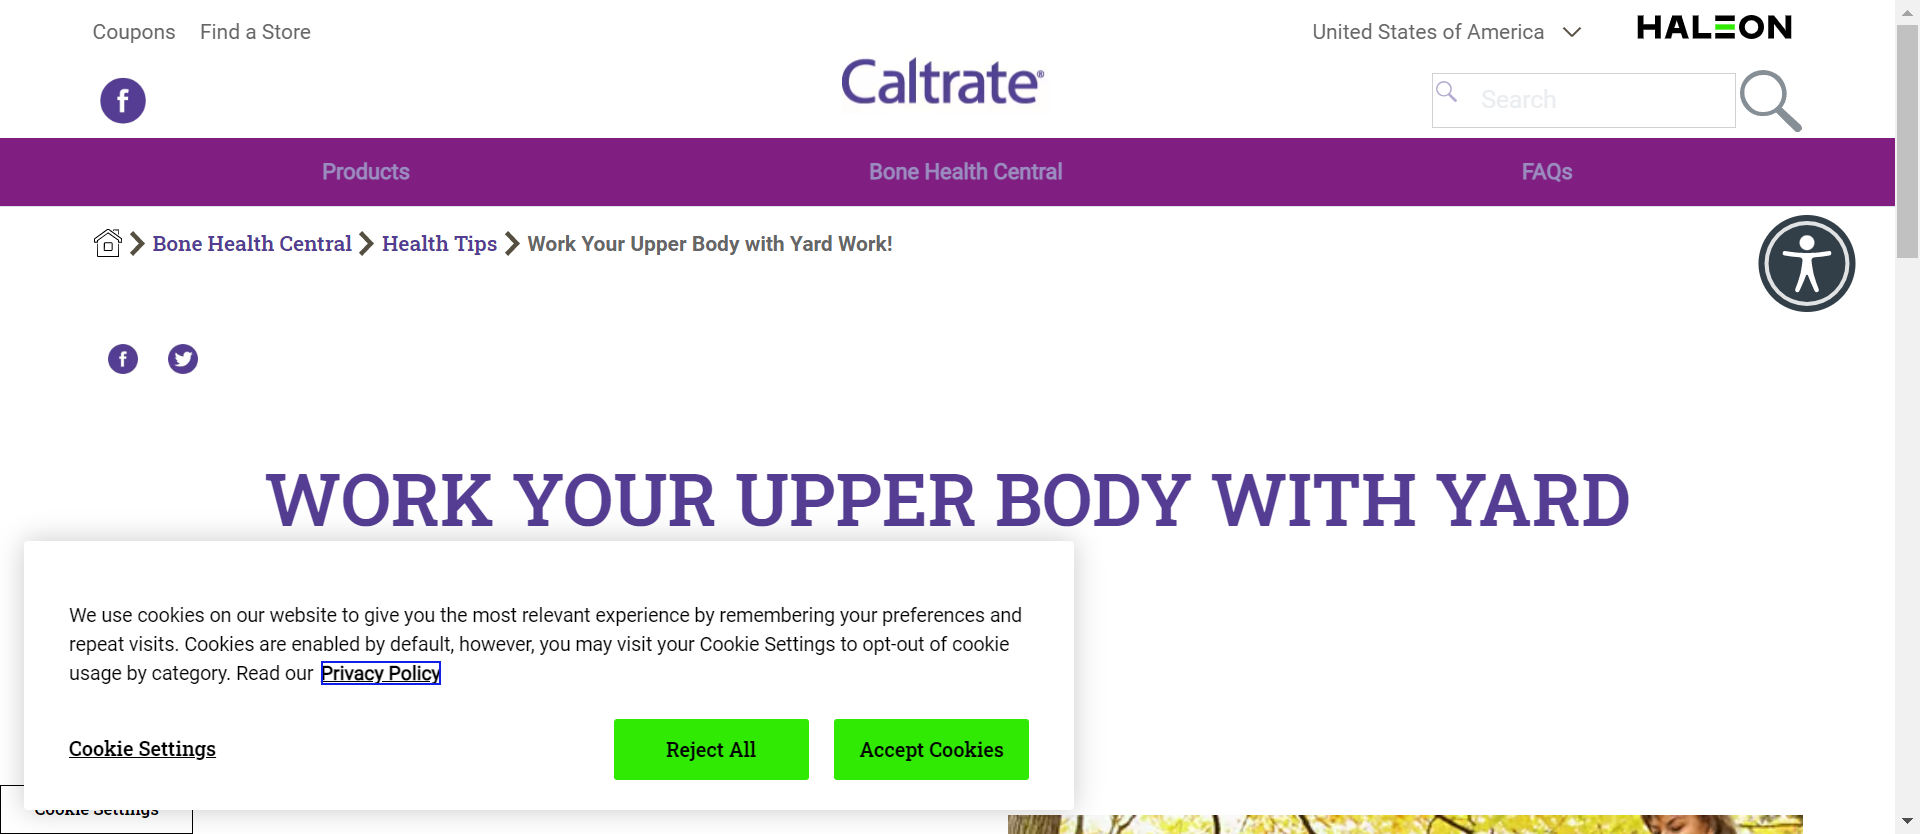 Coupons Find a Store
United States of America
HALEON
f
Caltrate®
Search
Products Bone Health Central FAQs
Bone Health Central Health Tips Work Your Upper Body with Yard Work!
f
WORK YOUR UPPER BODY WITH YARD
We use cookies on our website to give you the most relevant experience by remembering your preferences and
repeat visits. Cookies are enabled by default, however, you may visit your Cookie Settings to opt-out of cookie
usage by category. Read our Privacy Policy
Cookie Settings Reject All Accept Cookies
Cookie Settings